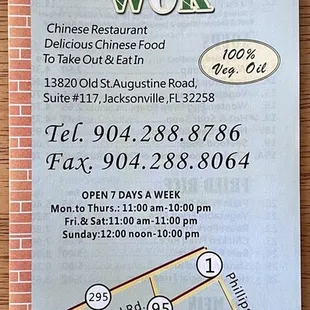 WOK
Chinese Restaurant
Delicious Chinese Food
To Take Out & Eat In
100%
Veg. Oil
13820 Old St.Augustine Road,
Suite #117, Jacksonville, FL 32258
Tel. 904.288.8786
Fax. 904.288.8064
OPEN 7 DAYS A WEEK
Mon.to Thurs.: 11:00 am-10:00 pm
Fri.& Sat:11:00 am-11:00 pm
Sunday:12:00 noon-10:00 pm
1
295
Rd.
95
Philips